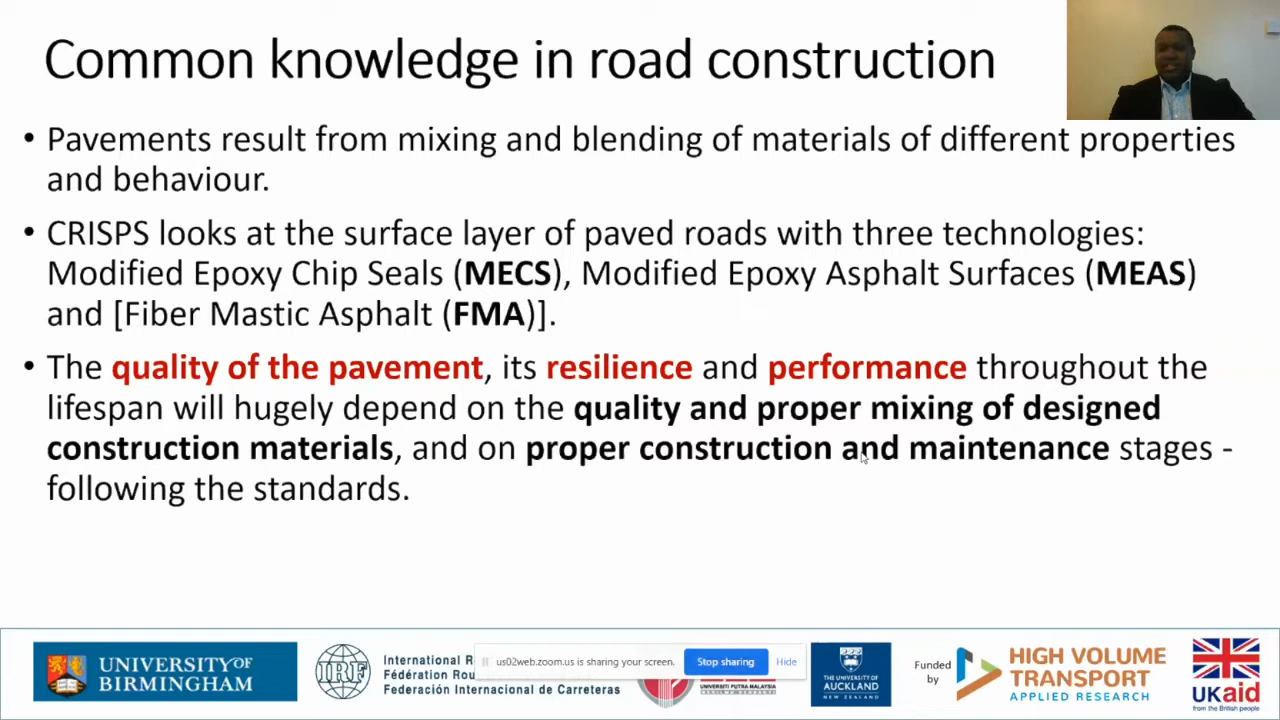 Common knowledge in road construction
• Pavements result from mixing and blending of materials of different properties
and behaviour.
• CRISPS looks at the surface layer of paved roads with three technologies:
Modified Epoxy Chip Seals (MECS), Modified Epoxy Asphalt Surfaces (MEAS)
and [Fiber Mastic Asphalt (FMA)].
• The quality of the pavement, its resilience and performance throughout the
lifespan will hugely depend on the quality and proper mixing of designed
construction materials, and on proper construction and maintenance stages -
following the standards.
UNIVERSITY OF
BIRMINGHAM
IRF
International R
Fédération Rou
Federación Internacional de Carreteras
us02web.zoom.us is sharing your screen.
Stop sharing
Hide
UNIVERSITI PUTRA MALAYSIA
THE UNIVERSITY OF
AUCKLAND
NEW ZEALAND
Funded
by
HIGH VOLUME
TRANSPORT
APPLIED RESEARCH
UKaid
from the British people